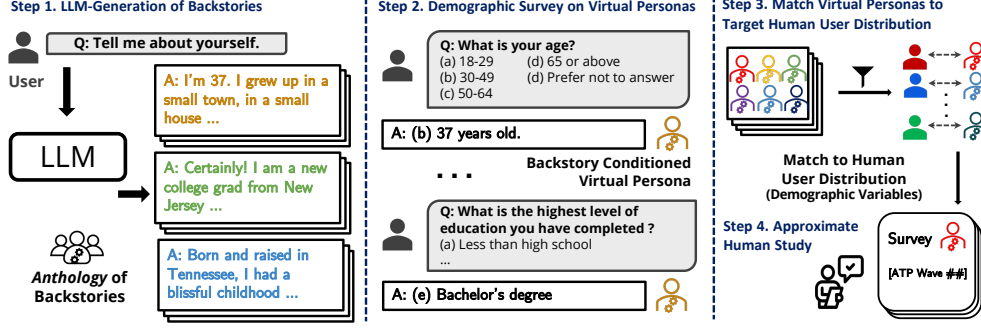 Step 1. LLM-Generation of Backstories
Q: Tell me about yourself.
User
LLM
A: I'm 37. I grew up in a
small town, in a small
house ...
A: Certainly! I am a new
college grad from New
Jersey ...
A: Born and raised in
Tennessee, I had a
blissful childhood ...
Anthology of
Backstories
Step 2. Demographic Survey on Virtual Personas
Q: What is your age?
(a) 18-29 (d) 65 or above
(b) 30-49 (d) Prefer not to answer
(c) 50-64
A: (b) 37 years old.
...
Backstory Conditioned
Virtual Persona
Q: What is the highest level of
education you have completed ?
(a) Less than high school
...
A: (e) Bachelor's degree
Step 3. Match Virtual Personas to
Target Human User Distribution
Match to Human
User Distribution
(Demographic Variables)
Step 4. Approximate
Human Study
Survey
[ATP Wave ##]